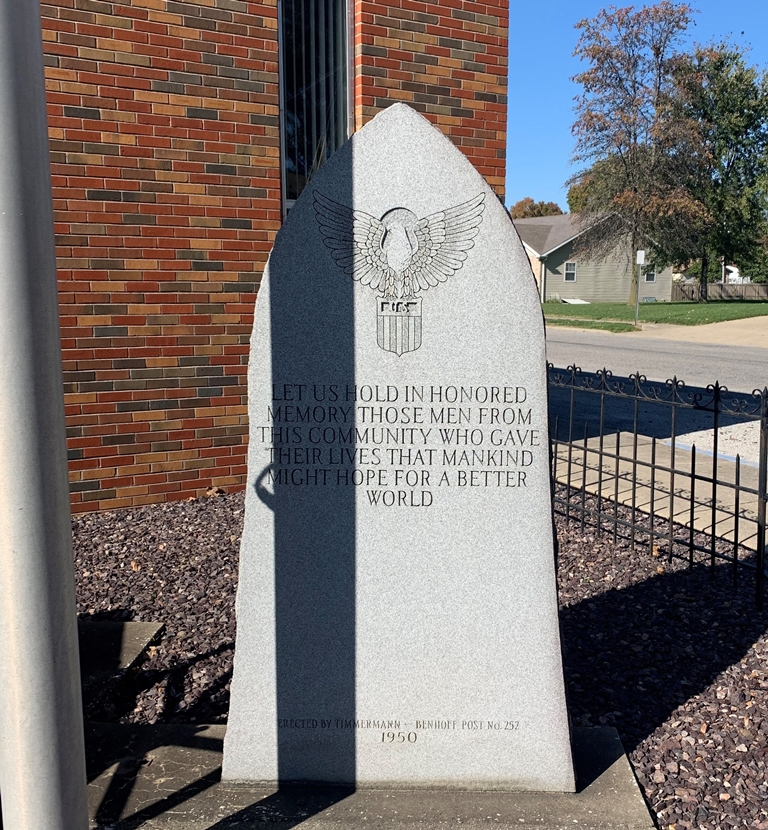 LET US HOLD IN HONORED
MEMORY THOSE MEN FROM
THIS COMMUNITY WHO GAVE
THEIR LIVES THAT MANKIND
MIGHT HOPE FOR A BETTER
WORLD
ERECTED BY TIMMERMANN - BENHOFF POST No. 252
1950